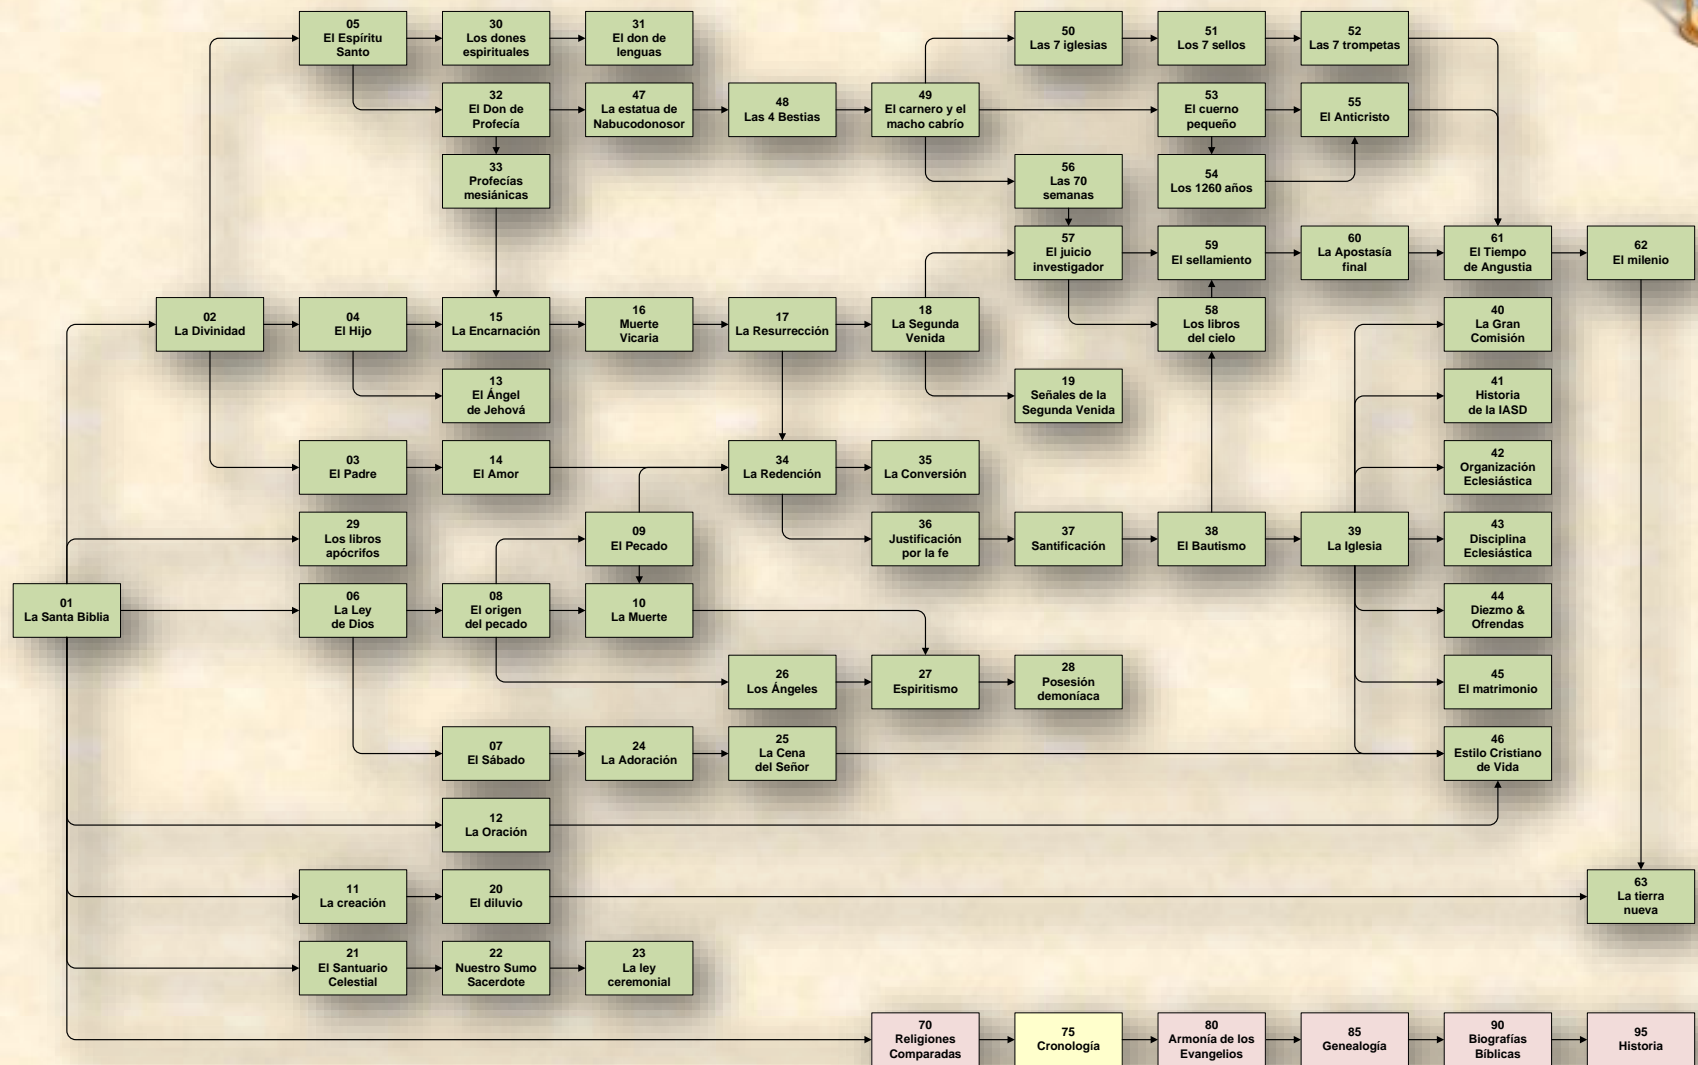 05
El Espíritu
Santo
30
Los dones
espirituales
31
El don de
lenguas
50
Las 7 iglesias
51
Los 7 sellos
52
Las 7 trompetas
32
El Don de
Profecía
47
La estatua de
Nabucodonosor
48
Las 4 Bestias
49
El carnero y el
macho cabrío
53
El cuerno
pequeño
55
El Anticristo
33
Profecías
mesiánicas
56
Las 70
semanas
54
Los 1260 años
57
El juicio
investigador
59
El sellamiento
60
La Apostasía
final
61
El Tiempo
de Angustia
62
El milenio
02
La Divinidad
04
El Hijo
15
La Encarnación
16
Muerte
Vicaria
17
La Resurrección
18
La Segunda
Venida
58
Los libros
del cielo
40
La Gran
Comisión
13
El Ángel
de Jehová
19
Señales de la
Segunda Venida
41
Historia
de la IASD
03
El Padre
14
El Amor
34
La Redención
35
La Conversión
42
Organización
Eclesiástica
29
Los libros
apócrifos
09
El Pecado
36
Justificación
por la fe
37
Santificación
38
El Bautismo
39
La Iglesia
43
Disciplina
Eclesiástica
01
La Santa Biblia
06
La Ley
de Dios
08
El origen
del pecado
10
La Muerte
44
Diezmo &
Ofrendas
26
Los Ángeles
27
Espiritismo
28
Posesión
demoníaca
45
El matrimonio
07
El Sábado
24
La Adoración
25
La Cena
del Señor
46
Estilo Cristiano
de Vida
12
La Oración
11
La creación
20
El diluvio
63
La tierra
nueva
21
El Santuario
Celestial
22
Nuestro Sumo
Sacerdote
23
La ley
ceremonial
70
Religiones
Comparadas
75
Cronología
80
Armonía de los
Evangelios
85
Genealogía
90
Biografías
Bíblicas
95
Historia